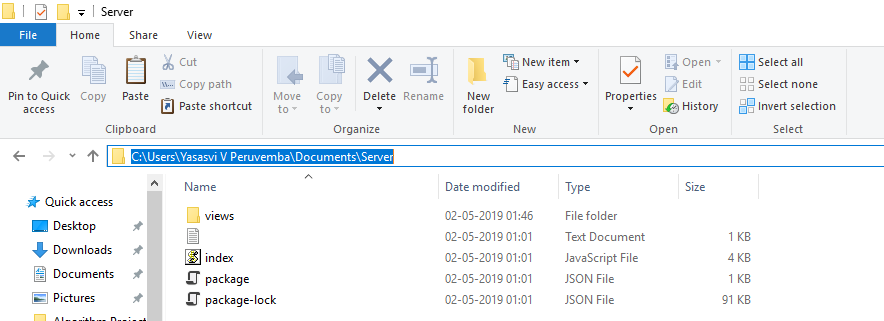 Server
File Home Share View
Pin to Quick access
Copy
Paste
Cut
Copy path
Paste shortcut
Clipboard
Move to
Copy to
Delete
Rename
Organize
New folder
New item
Easy access
New
Properties
Open
Edit
History
Open
Select all
Select none
Invert selection
Select
C:\Users\Yasasvi V Peruvemba\Documents\Server
Quick access
Desktop
Downloads
Documents
Pictures
Algorithm Project
Name Date modified Type Size
views 02-05-2019 01:46 File folder
02-05-2019 01:01 Text Document 1 KB
index 02-05-2019 01:01 JavaScript File 4 KB
package 02-05-2019 01:01 JSON File 1 KB
package-lock 02-05-2019 01:01 JSON File 91 KB